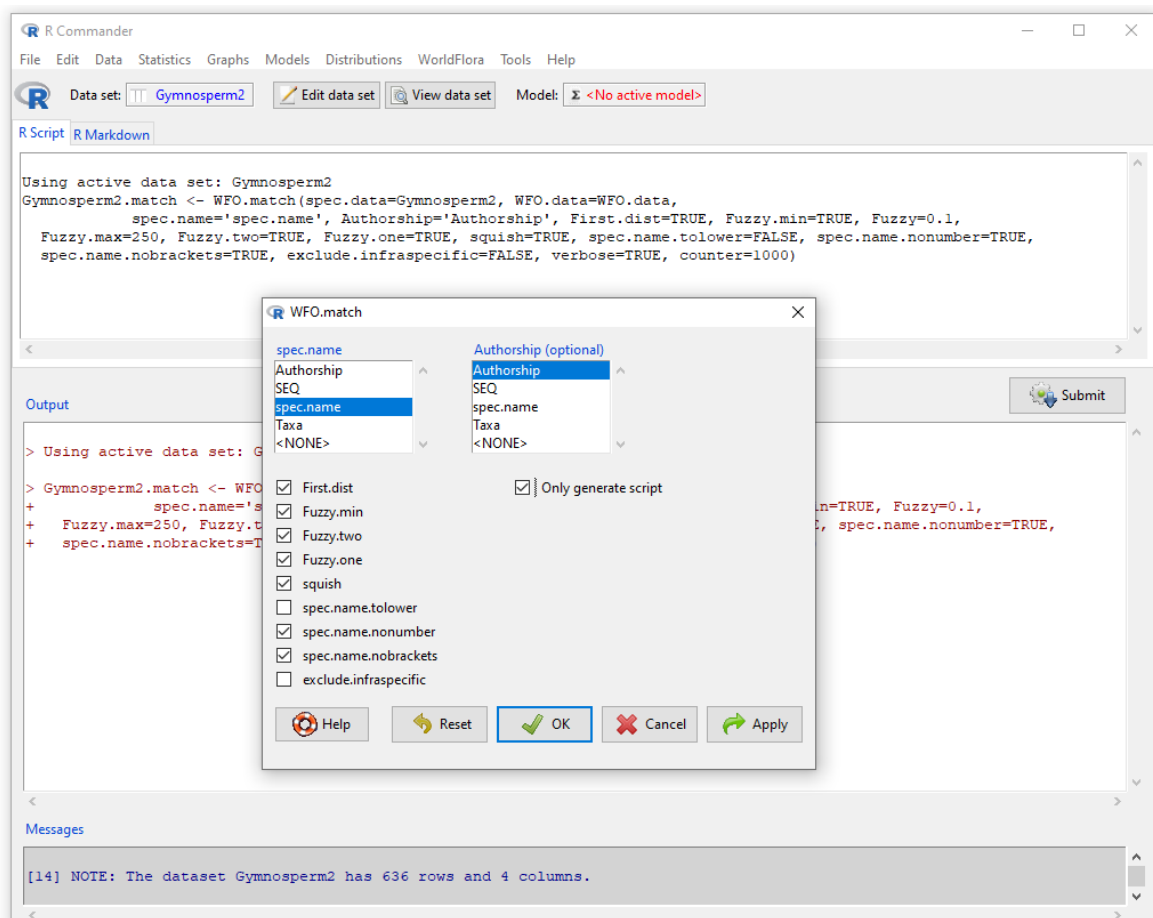 R Commander
File Edit Data Statistics Graphs Models Distributions WorldFlora Tools Help
R Data set: Gymnosperm2 Edit data set View data set Model: Σ <No active model>
R Script R Markdown
Using active data set: Gymnosperm2
Gymnosperm2.match <- WFO.match(spec.data=Gymnosperm2, WFO.data=WFO.data,
spec.name='spec.name', Authorship='Authorship', First.dist=TRUE, Fuzzy.min=TRUE, Fuzzy=0.1,
Fuzzy.max=250, Fuzzy.two=TRUE, Fuzzy.one=TRUE, squish=TRUE, spec.name.tolower=FALSE, spec.name.nonumber=TRUE,
spec.name.nobrackets=TRUE, exclude.infraspecific=FALSE, verbose=TRUE, counter=1000)
WFO.match
spec.name
Authorship
SEQ
spec.name
Taxa
<NONE>
Authorship (optional)
Authorship
SEQ
spec.name
Taxa
<NONE>
First.dist
Fuzzy.min
Fuzzy.two
Fuzzy.one
squish
spec.name.tolower
spec.name.nonumber
spec.name.nobrackets
exclude.infraspecific
Only generate script
Help Reset OK Cancel Apply
Output
Submit
> Using active data set: G
> Gymnosperm2.match <- WFO
+ spec.name='s in=TRUE, Fuzzy=0.1,
+ Fuzzy.max=250, Fuzzy.t E, spec.name.nonumber=TRUE,
+ spec.name.nobrackets=T
Messages
[14] NOTE: The dataset Gymnosperm2 has 636 rows and 4 columns.